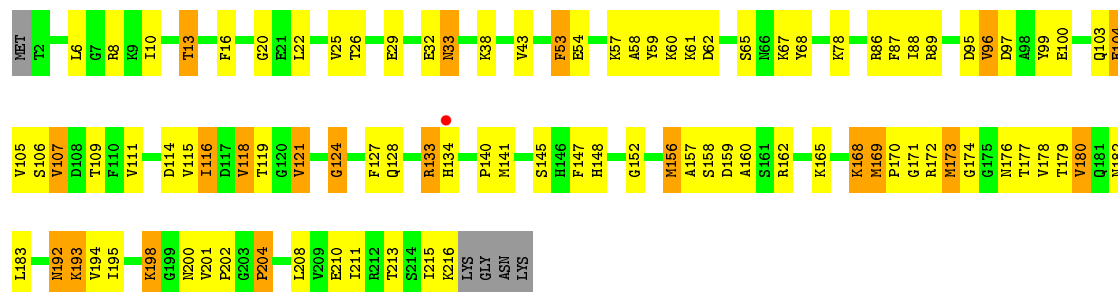 MET T2 L6 G7 R8 K9 I10 T13 F16 G20 E21 L22 V25 T26 E29 E32 N33 K38 V43 F53 E54 K57 A58 Y59 K60 K61 D62 S65 N66 K67 Y68 K78 R86 F87 I88 R89 D95 V96 D97 A98 Y99 E100 Q103 E104
V105 S106 V107 D108 T109 F110 V111 D114 V115 I116 D117 V118 T119 G120 V121 G124 F127 Q128 R133 H134 P140 M141 S145 H146 F147 H148 G152 M156 A157 S158 D159 A160 S161 R162 K165 K168 M169 P170 G171 R172 M173 G174 G175 N176 T177 V178 T179 V180 Q181 N182
L183 N192 K193 V194 I195 K198 G199 N200 V201 P202 G203 P204 L208 V209 E210 I211 R212 T213 S214 I215 K216 LYS GLY ASN LYS